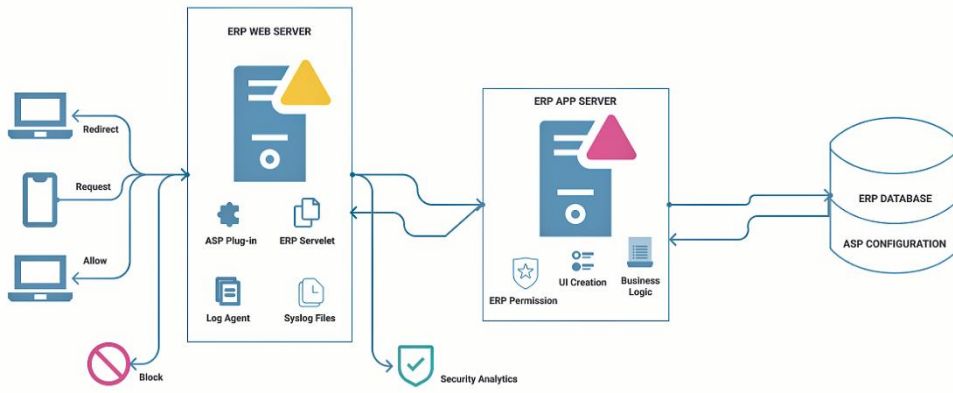 ERP WEB SERVER
Redirect
Request
Allow
Block
ASP Plug-in
ERP Servelet
Log Agent
Syslog Files
Security Analytics
ERP APP SERVER
ERP Permission
UI Creation
Business
Logic
ERP DATABASE
ASP CONFIGURATION